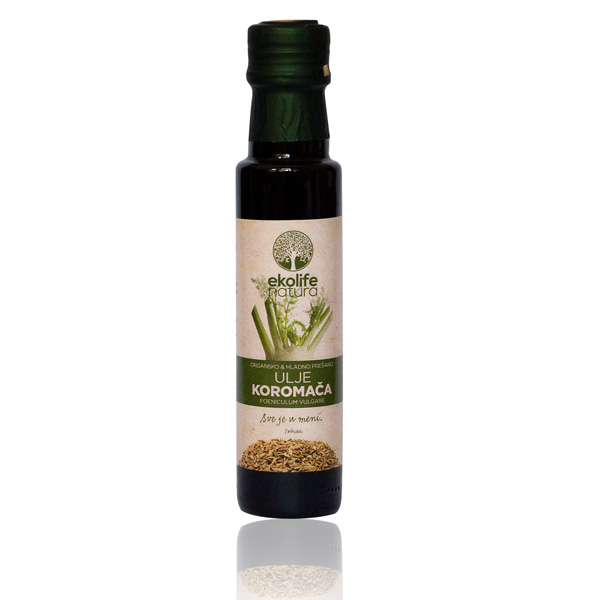 ekolife
natura
ORGANSKO & HLADNO PREŠANO
ULJE
KOROMAČA
FOENICULUM VULGARE
Sve je u meni.